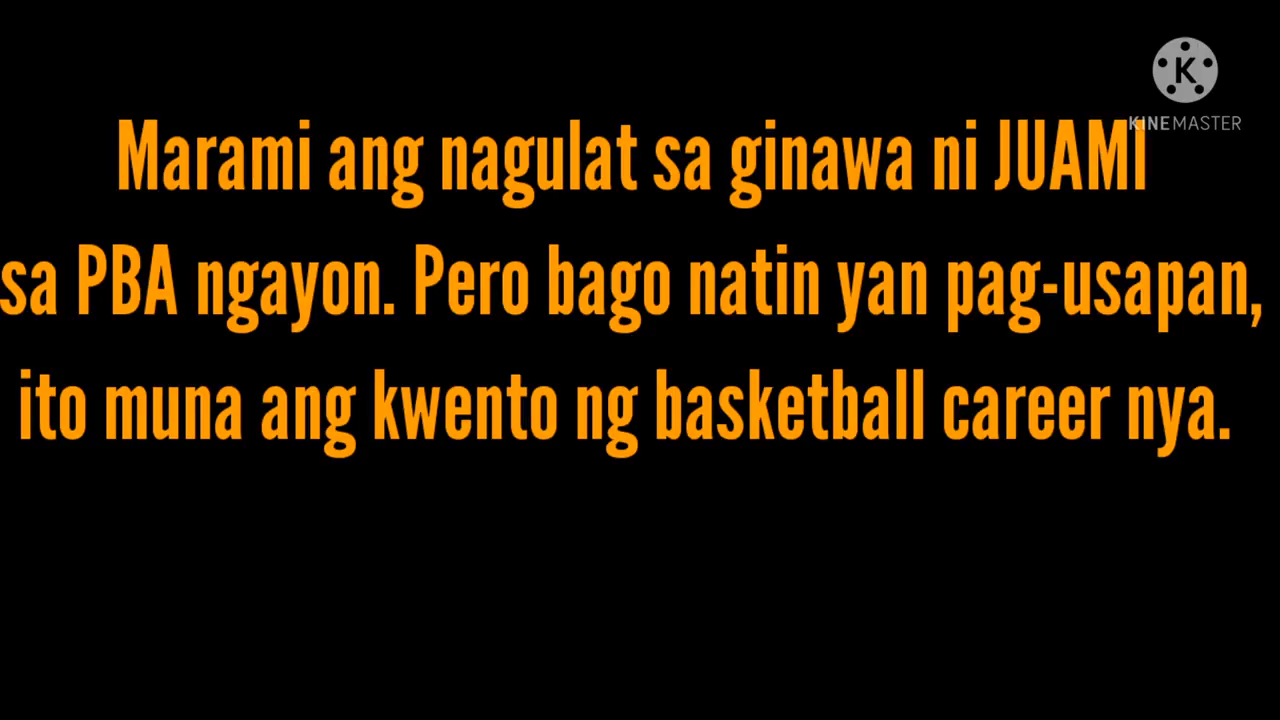 K
KINEMASTER
Marami ang nagulat sa ginawa ni JUAMI
sa PBA ngayon. Pero bago natin yan pag-usapan,
ito muna ang kwento ng basketball career nya.